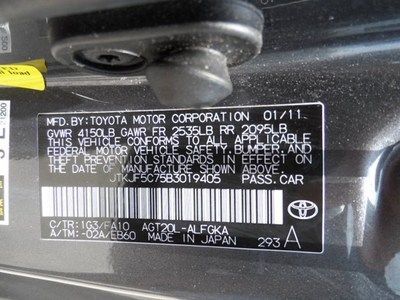 MFD.BY:TOYOTA MOTOR CORPORATION 01/11
GVWR 4150LB GAWR FR 2535LB RR 2095LB
THIS VEHICLE CONFORMS TO ALL APPLICABLE
FEDERAL MOTOR VEHICLE SAFETY, BUMPER, AND
THEFT PREVENTION STANDARDS IN EFFECT ON
THE DATE OF MANUFACTURE SHOWN ABOVE.
JTKJF5C75B3019405 PASS.CAR
C/TR:1G3/FA10 AGT20L-ALFGKA
A/TM:-02A/EB60 MADE IN JAPAN 293 A
TOYOTA